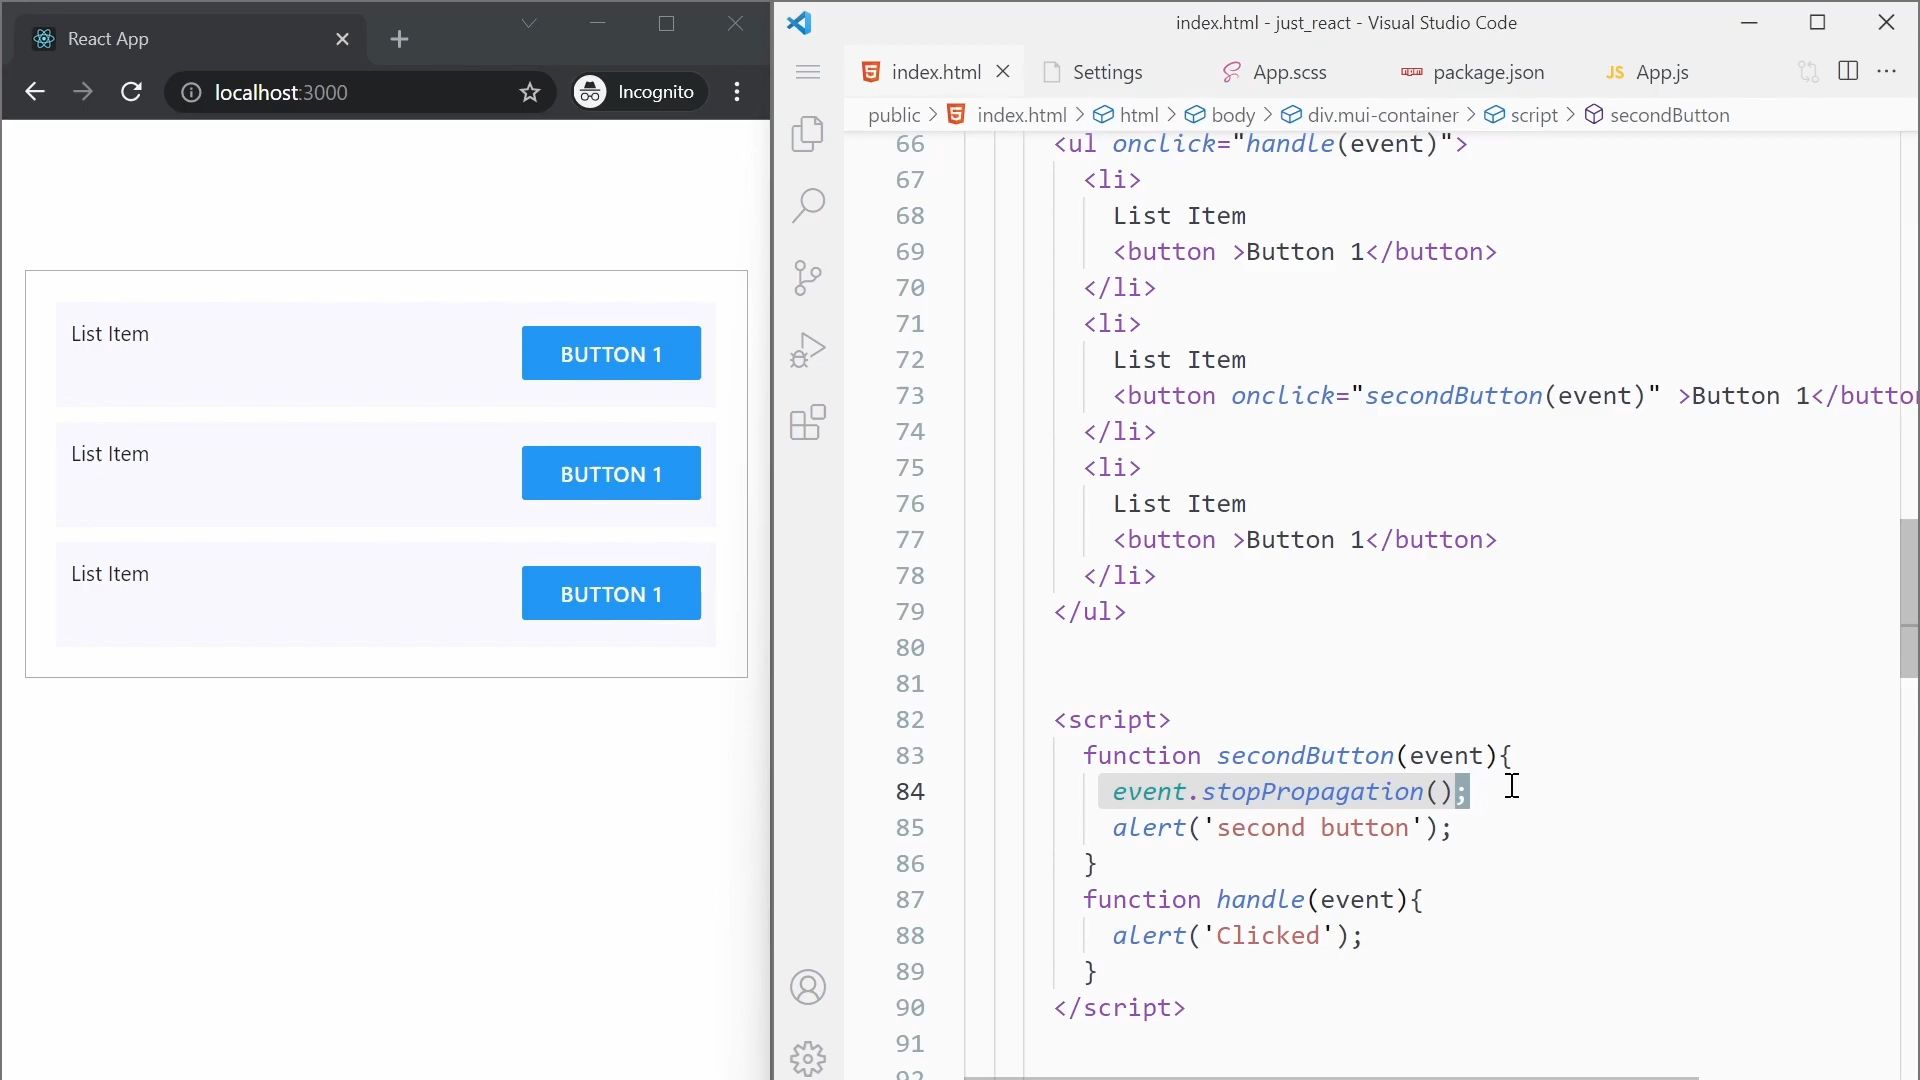 React App
localhost:3000
Incognito
List Item
BUTTON 1
List Item
BUTTON 1
List Item
BUTTON 1
index.html - just_react - Visual Studio Code
index.html
Settings
App.scss
package.json
JS App.js
public > index.html > html > body > div.mui-container > script > secondButton
66 <ul onclick="handle(event)">
67 <li>
68 List Item
69 <button >Button 1</button>
70 </li>
71 <li>
72 List Item
73 <button onclick="secondButton(event)" >Button 1</butto
74 </li>
75 <li>
76 List Item
77 <button >Button 1</button>
78 </li>
79 </ul>
80
81
82 <script>
83 function secondButton(event){
84 event.stopPropagation();
85 alert('second button');
86 }
87 function handle(event){
88 alert('Clicked');
89 }
90 </script>
91
92